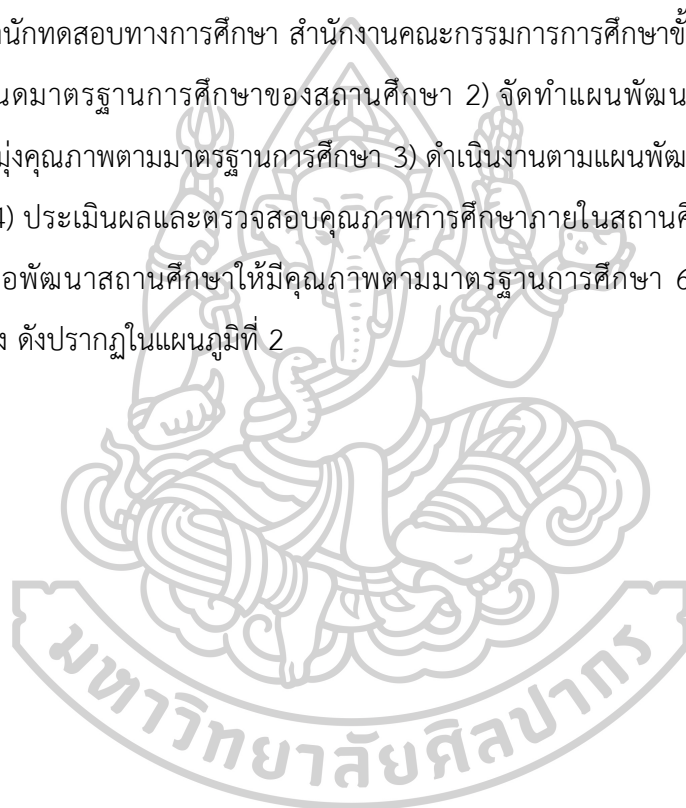 นักทดสอบทางการศึกษา สำนักงานคณะกรรมการการศึกษาขั้
นดมาตรฐานการศึกษาของสถานศึกษา 2) จัดทำแผนพัฒน
มุ่งคุณภาพตามมาตรฐานการศึกษา 3) ดำเนินงานตามแผนพัฒ
4) ประเมินผลและตรวจสอบคุณภาพการศึกษาภายในสถานศึ
อพัฒนาสถานศึกษาให้มีคุณภาพตามมาตรฐานการศึกษา 6
ง ดังปรากฏในแผนภูมิที่ 2
มหาวิทยาลัยศิลปากร